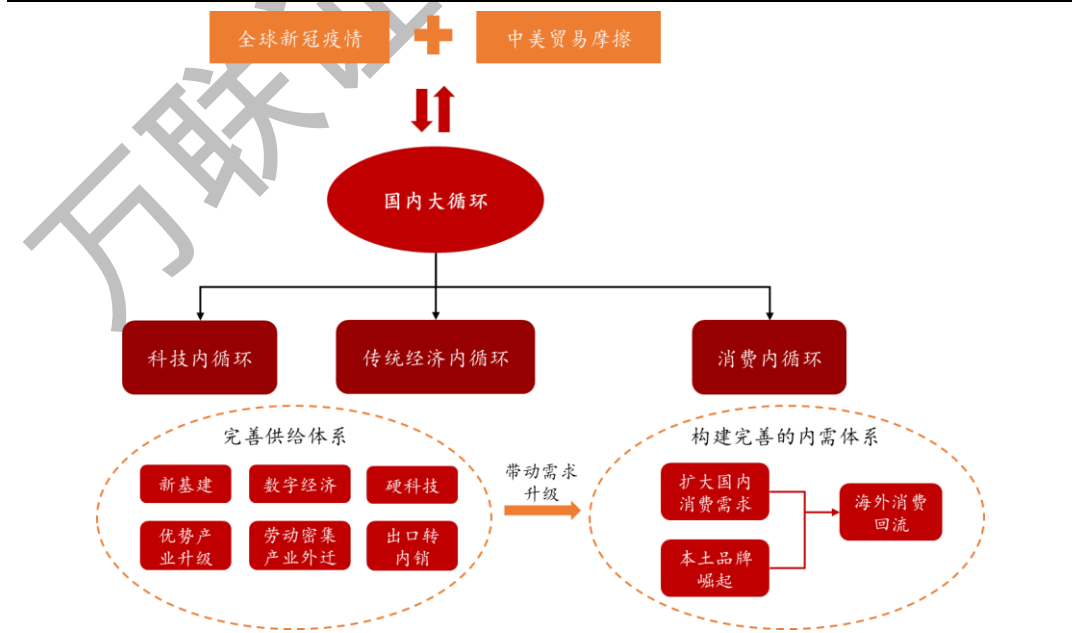 全球新冠疫情
中美贸易摩擦
国内大循环
科技内循环
传统经济内循环
消费内循环
完善供给体系
新基建
数字经济
硬科技
优势产
业升级
劳动密集
产业外迁
出口转
内销
带动需求
升级
构建完善的内需体系
扩大国内
消费需求
本土品牌
崛起
海外消费
回流
万联证